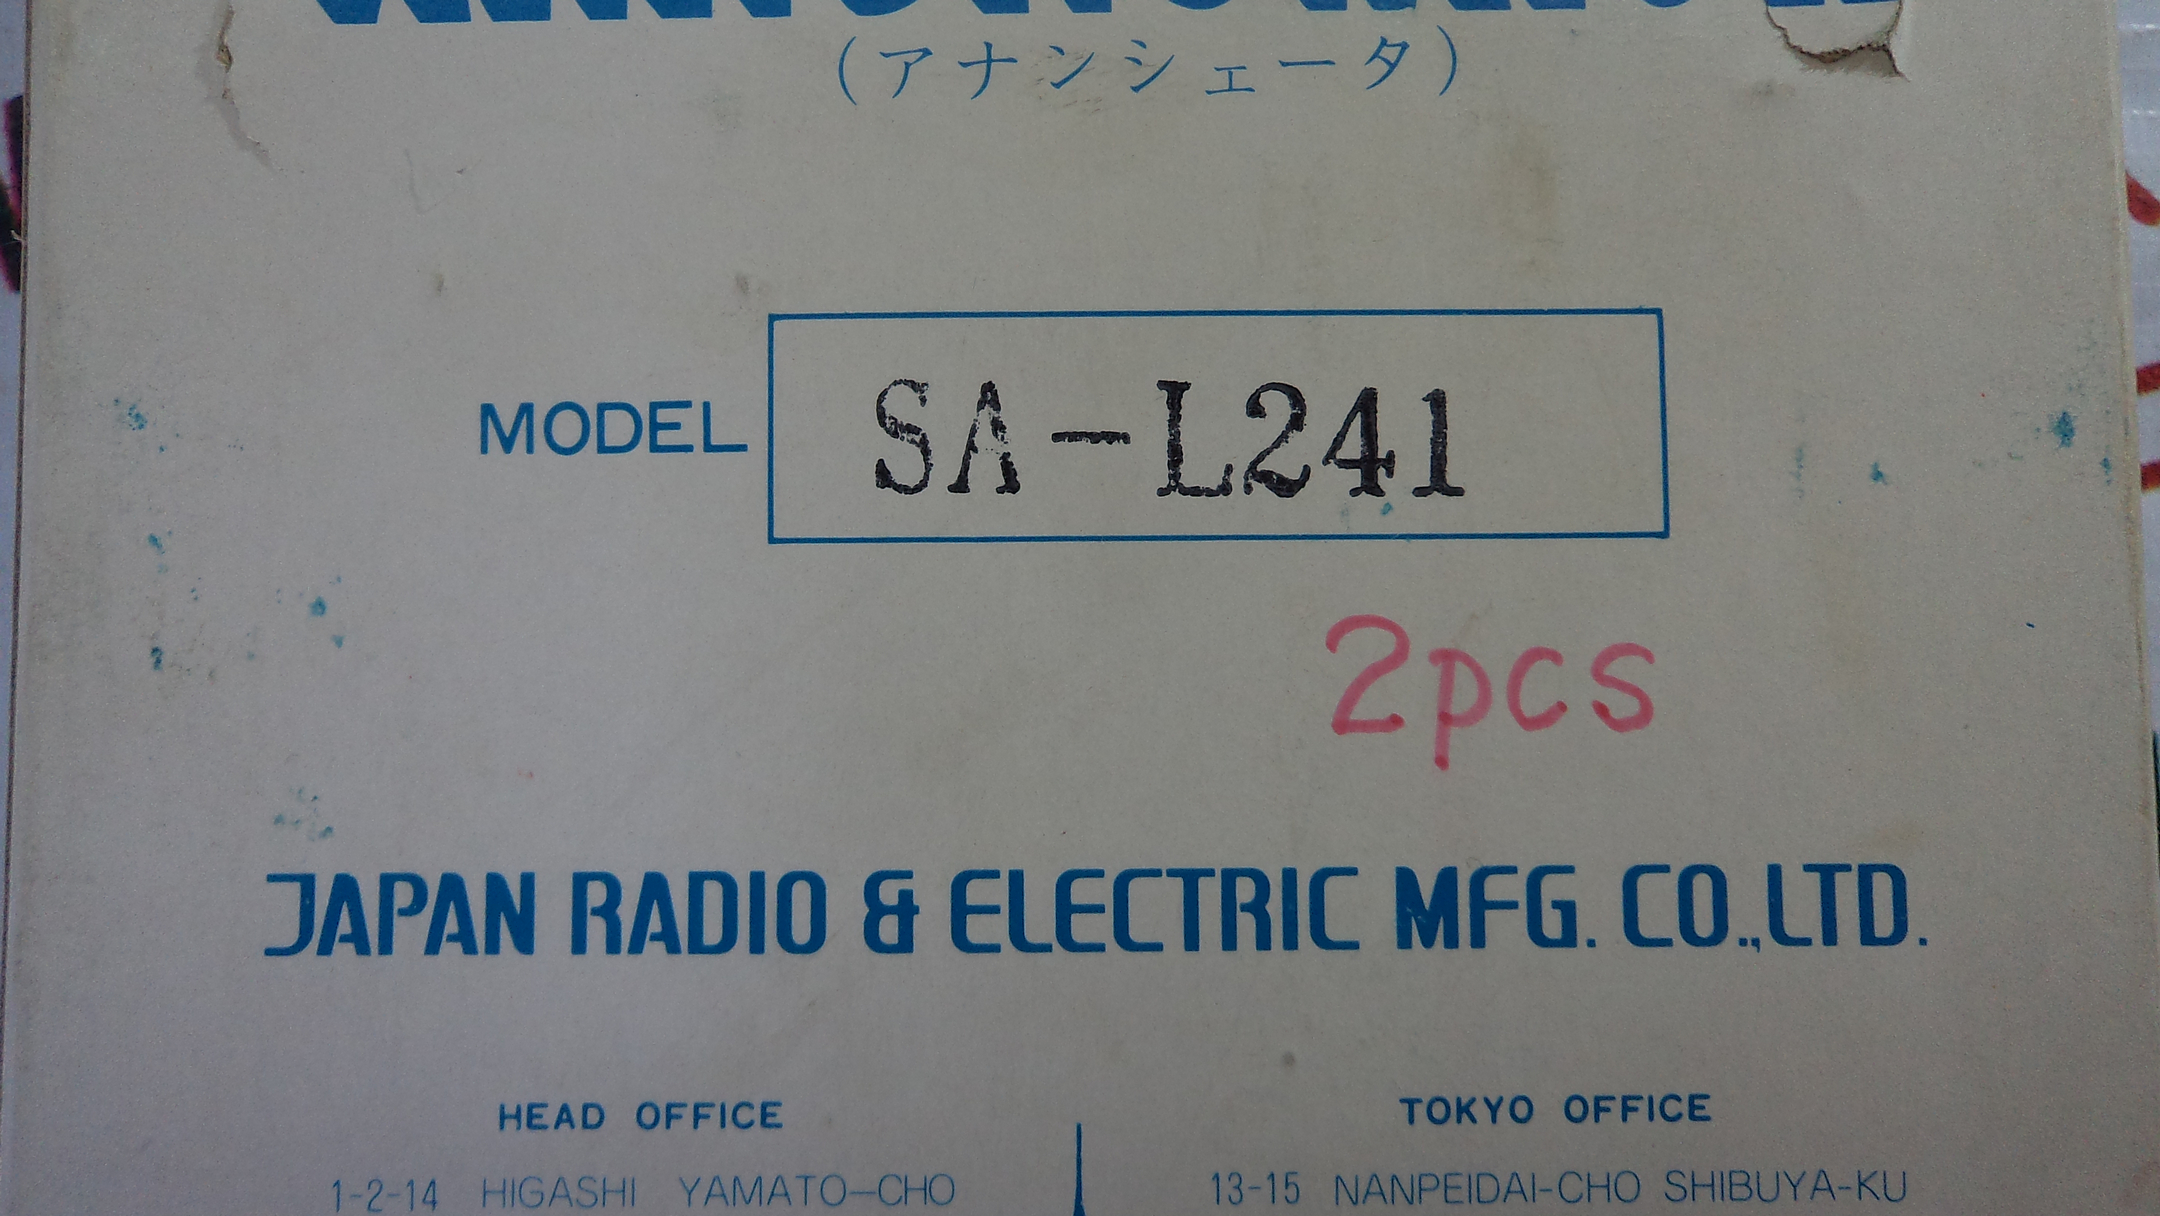 (アナンシェータ)
MODEL SA-L241
2pcs
JAPAN RADIO & ELECTRIC MFG. CO.,LTD.
HEAD OFFICE
1-2-14 HIGASHI YAMATO-CHO
TOKYO OFFICE
13-15 NANPEIDAI-CHO SHIBUYA-KU